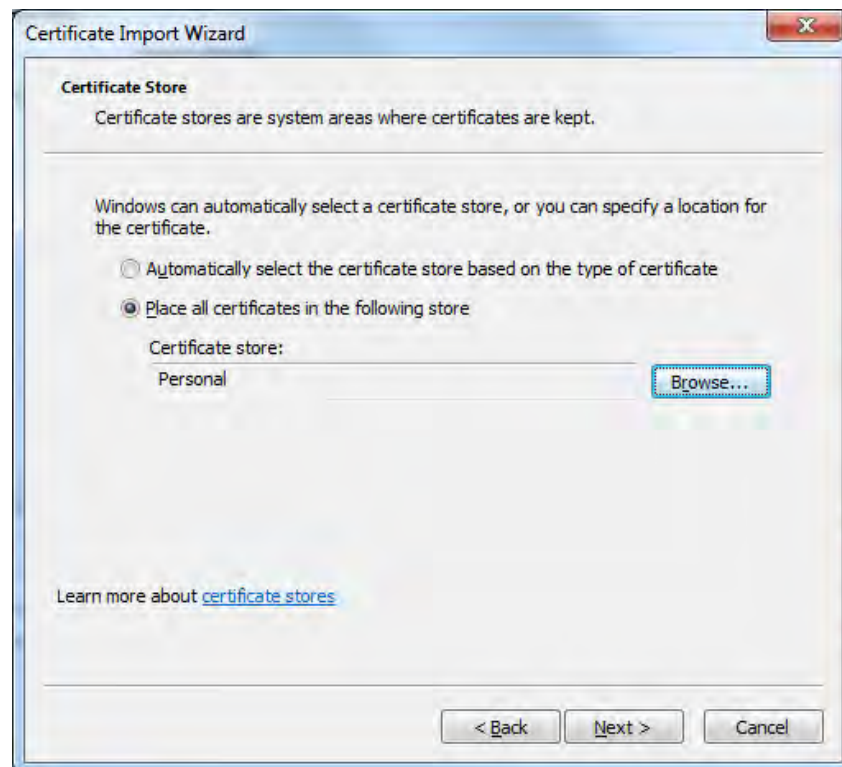 Certificate Import Wizard
Certificate Store
Certificate stores are system areas where certificates are kept.
Windows can automatically select a certificate store, or you can specify a location for
the certificate.
Automatically select the certificate store based on the type of certificate
Place all certificates in the following store
Certificate store:
Personal
Browse...
Learn more about certificate stores
< Back
Next >
Cancel